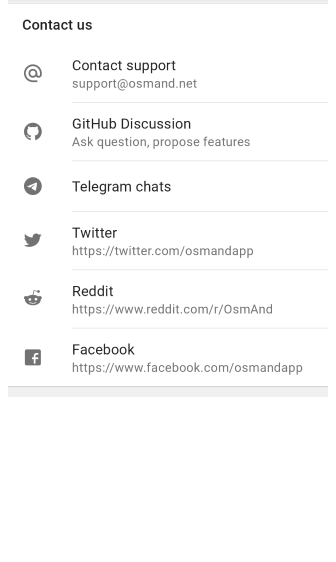 Contact us
Contact support
support@osmand.net
GitHub Discussion
Ask question, propose features
Telegram chats
Twitter
https://twitter.com/osmandapp
Reddit
https://www.reddit.com/r/OsmAnd
Facebook
https://www.facebook.com/osmandapp